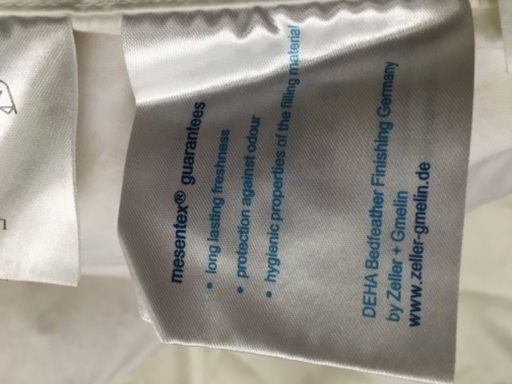 mesentex® guarantees
• long lasting freshness
• protection against odour
• hygienic properties of the filling material
DEHA Bedfeather Finishing Germany
by Zeller + Gmelin
www.zeller-gmelin.de